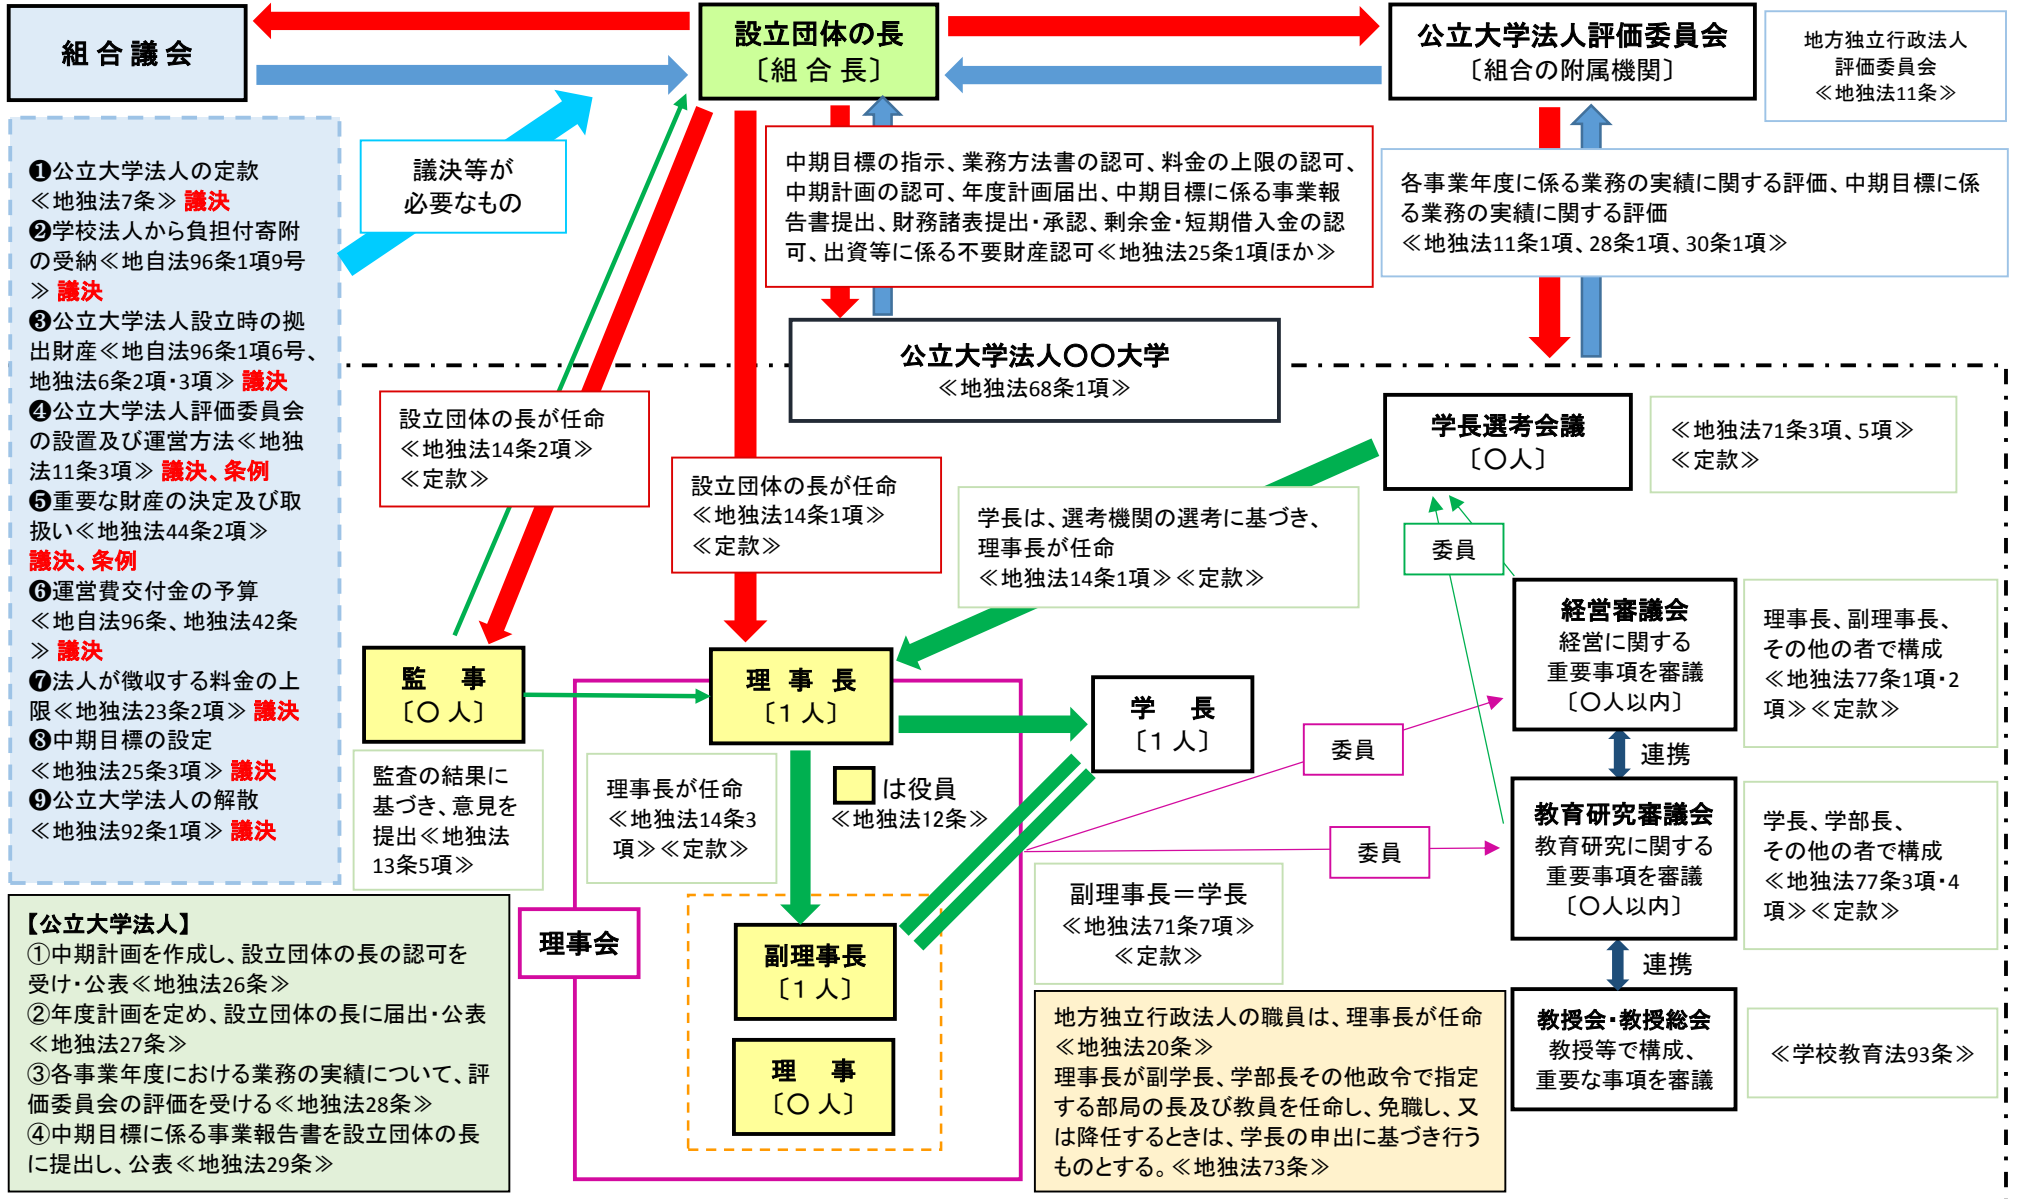 組合議会
設立団体の長
〔組 合 長〕
公立大学法人評価委員会
〔組合の附属機関〕
地方独立行政法人
評価委員会
≪地独法11条≫
❶公立大学法人の定款
≪地独法7条≫ 議決
❷学校法人から負担付寄附
の受納≪地自法96条1項9号
≫ 議決
❸公立大学法人設立時の拠
出財産≪地自法96条1項6号、
地独法6条2項・3項≫ 議決
❹公立大学法人評価委員会
の設置及び運営方法≪地独
法11条3項≫ 議決、条例
❺重要な財産の決定及び取
扱い≪地独法44条2項≫
議決、条例
❻運営費交付金の予算
≪地自法96条、地独法42条
≫ 議決
❼法人が徴収する料金の上
限≪地独法23条2項≫ 議決
❽中期目標の設定
≪地独法25条3項≫ 議決
❾公立大学法人の解散
≪地独法92条1項≫ 議決
議決等が
必要なもの
中期目標の指示、業務方法書の認可、料金の上限の認可、
中期計画の認可、年度計画届出、中期目標に係る事業報
告書提出、財務諸表提出・承認、剰余金・短期借入金の認
可、出資等に係る不要財産認可≪地独法25条1項ほか≫
各事業年度に係る業務の実績に関する評価、中期目標に係
る業務の実績に関する評価
≪地独法11条1項、28条1項、30条1項≫
公立大学法人〇〇大学
≪地独法68条1項≫
設立団体の長が任命
≪地独法14条2項≫
≪定款≫
設立団体の長が任命
≪地独法14条1項≫
≪定款≫
学長は、選考機関の選考に基づき、
理事長が任命
≪地独法14条1項≫≪定款≫
学長選考会議
〔〇人〕
≪地独法71条3項、5項≫
≪定款≫
委員
経営審議会
経営に関する
重要事項を審議
〔〇人以内〕
理事長、副理事長、
その他の者で構成
≪地独法77条1項・2
項≫≪定款≫
監 事
〔〇 人〕
理 事 長
〔1 人〕
学 長
〔1 人〕
委員
連携
監査の結果に
基づき、意見を
提出≪地独法
13条5項≫
理事長が任命
≪地独法14条3
項≫≪定款≫
は役員
≪地独法12条≫
委員
教育研究審議会
教育研究に関する
重要事項を審議
〔〇人以内〕
学長、学部長、
その他の者で構成
≪地独法77条3項・4
項≫≪定款≫
副理事長＝学長
≪地独法71条7項≫
≪定款≫
理事会
副理事長
〔1 人〕
理 事
〔〇 人〕
連携
教授会・教授総会
教授等で構成、
重要な事項を審議
≪学校教育法93条≫
【公立大学法人】
①中期計画を作成し、設立団体の長の認可を
受け・公表≪地独法26条≫
②年度計画を定め、設立団体の長に届出・公表
≪地独法27条≫
③各事業年度における業務の実績について、評
価委員会の評価を受ける≪地独法28条≫
④中期目標に係る事業報告書を設立団体の長
に提出し、公表≪地独法29条≫
地方独立行政法人の職員は、理事長が任命
≪地独法20条≫
理事長が副学長、学部長その他政令で指定
する部局の長及び教員を任命し、免職し、又
は降任するときは、学長の申出に基づき行う
ものとする。≪地独法73条≫